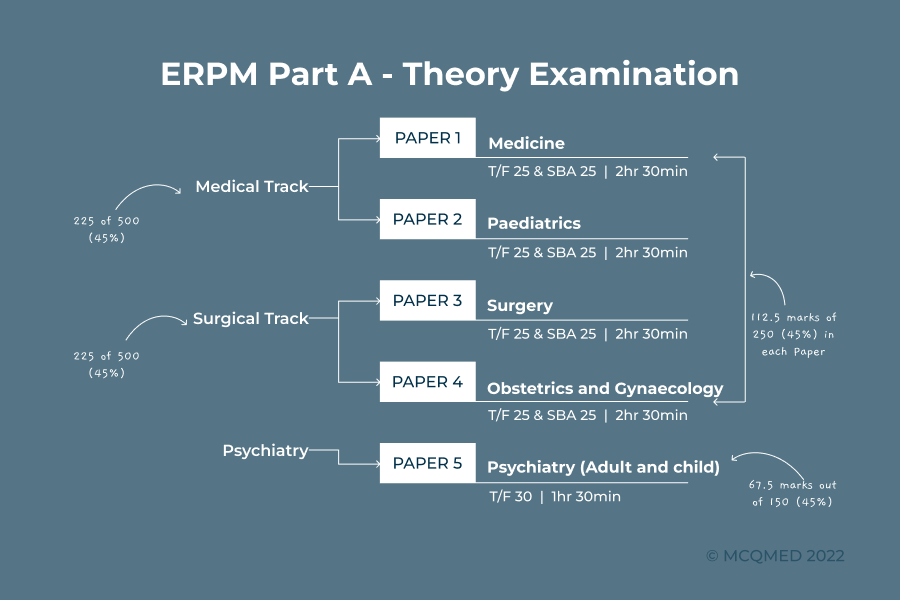 ERPM Part A - Theory Examination
PAPER 1
Medicine
T/F 25 & SBA 25 | 2hr 30min
Medical Track
225 of 500
(45%)
PAPER 2
Paediatrics
T/F 25 & SBA 25 | 2hr 30min
PAPER 3
Surgery
T/F 25 & SBA 25 | 2hr 30min
Surgical Track
225 of 500
(45%)
112.5 marks of
250 (45%) in
each Paper
PAPER 4
Obstetrics and Gynaecology
T/F 25 & SBA 25 | 2hr 30min
Psychiatry
PAPER 5
Psychiatry (Adult and child)
T/F 30 | 1hr 30min
67.5 marks out
of 150 (45%)
© MCQMED 2022